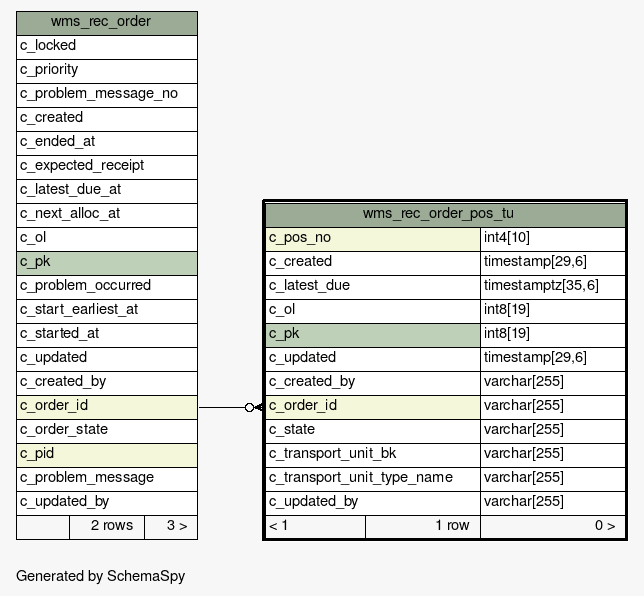 wms_rec_order
c_locked
c_priority
c_problem_message_no
c_created
c_ended_at
c_expected_receipt
c_latest_due_at
c_next_alloc_at
c_ol
c_pk
c_problem_occurred
c_start_earliest_at
c_started_at
c_updated
c_created_by
c_order_id
c_order_state
c_pid
c_problem_message
c_updated_by
2 rows 3 >
wms_rec_order_pos_tu
c_pos_no int4[10]
c_created timestamp[29,6]
c_latest_due timestamptz[35,6]
c_ol int8[19]
c_pk int8[19]
c_updated timestamp[29,6]
c_created_by varchar[255]
c_order_id varchar[255]
c_state varchar[255]
c_transport_unit_bk varchar[255]
c_transport_unit_type_name varchar[255]
c_updated_by varchar[255]
< 1 1 row 0 >
Generated by SchemaSpy